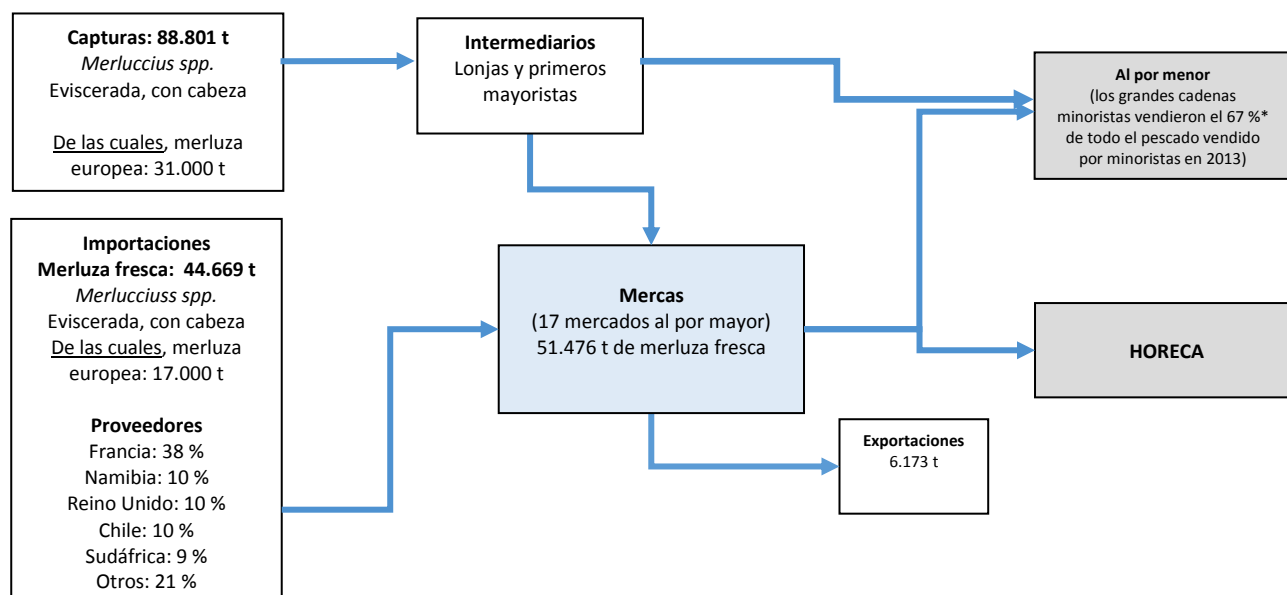 Capturas: 88.801 t
Merluccius spp.
Eviscerada, con cabeza
De las cuales, merluza
europea: 31.000 t
Intermediarios
Lonjas y primeros
mayoristas
Al por menor
(los grandes cadenas
minoristas vendieron el 67 %*
de todo el pescado vendido
por minoristas en 2013)
Importaciones
Merluza fresca: 44.669 t
Merlucciuss spp.
Eviscerada, con cabeza
De las cuales, merluza
europea: 17.000 t
Proveedores
Francia: 38 %
Namibia: 10 %
Reino Unido: 10 %
Chile: 10 %
Sudáfrica: 9 %
Otros: 21 %
Mercas
(17 mercados al por mayor)
51.476 t de merluza fresca
HORECA
Exportaciones
6.173 t